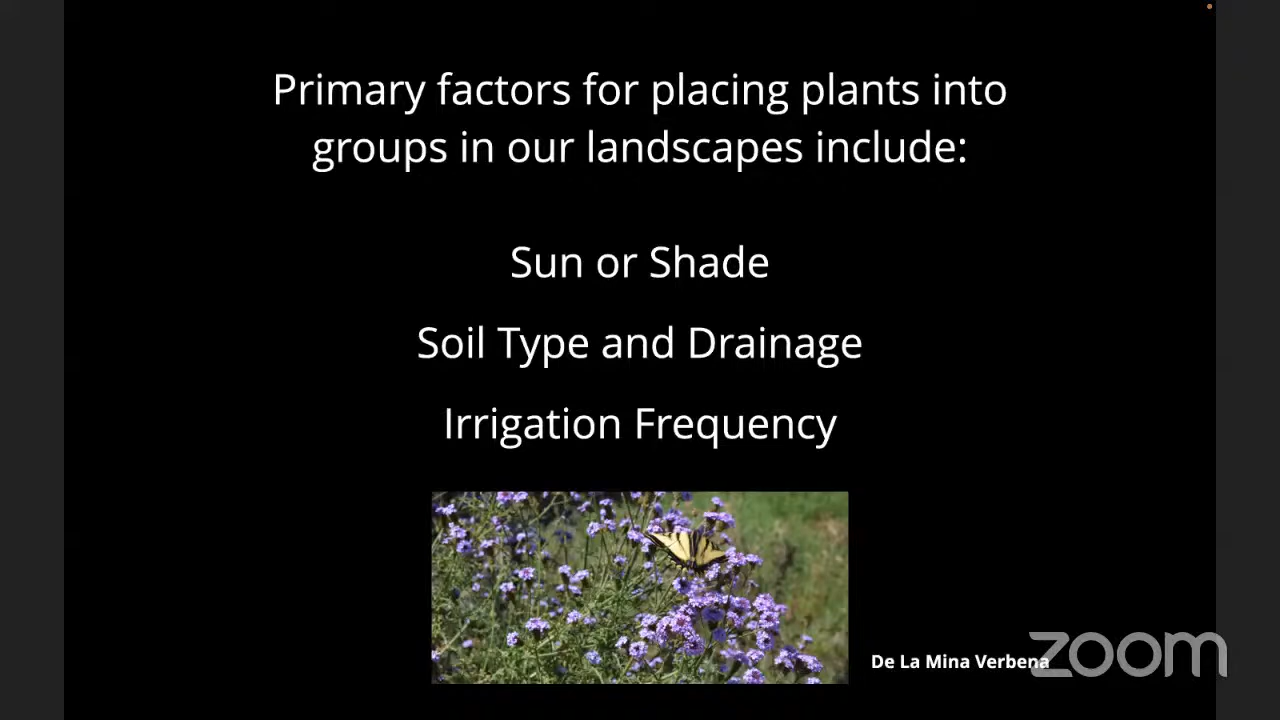 Primary factors for placing plants into
groups in our landscapes include:
Sun or Shade
Soil Type and Drainage
Irrigation Frequency
De La Mina Verbena
zoom